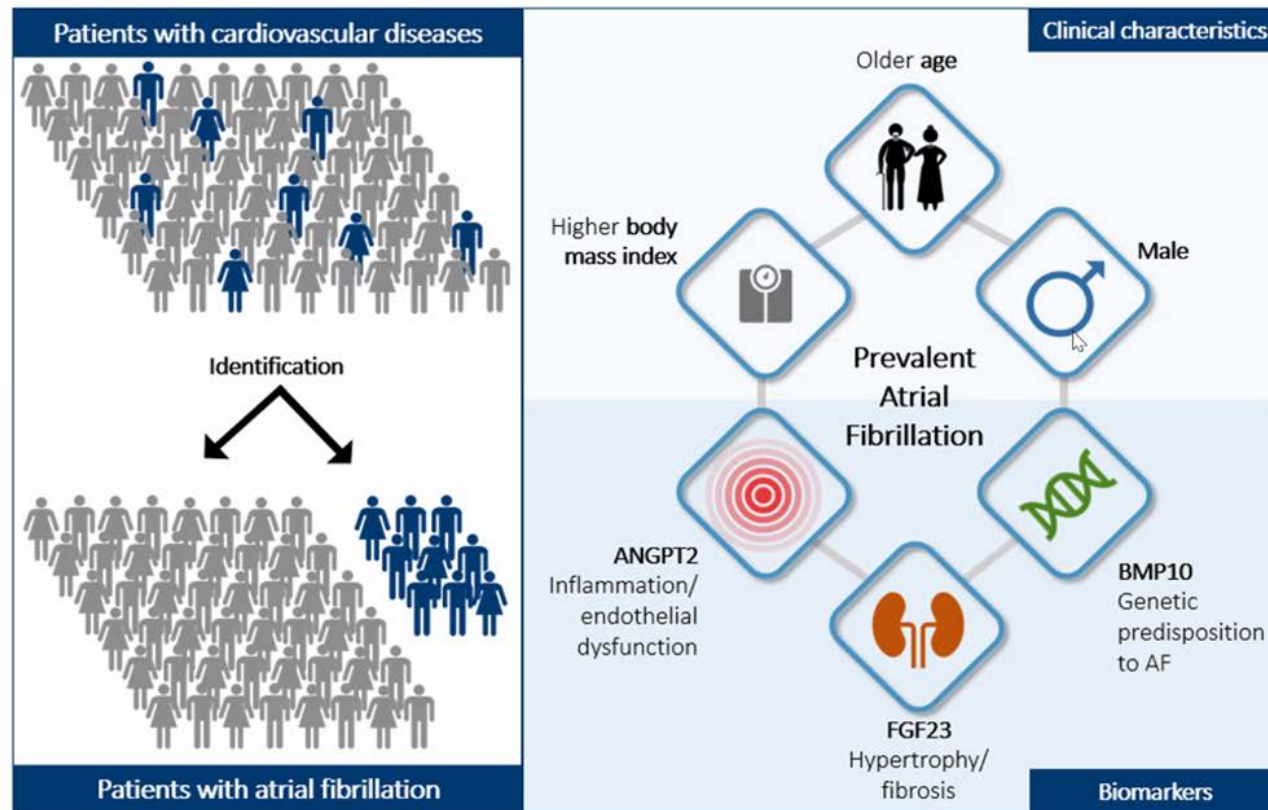 Patients with cardiovascular diseases
Identification
Patients with atrial fibrillation
Clinical characteristics
Older age
Higher body
mass index
Male
Prevalent
Atrial
Fibrillation
ANGPT2
Inflammation/
endothelial
dysfunction
BMP10
Genetic
predisposition
to AF
FGF23
Hypertrophy/
fibrosis
Biomarkers